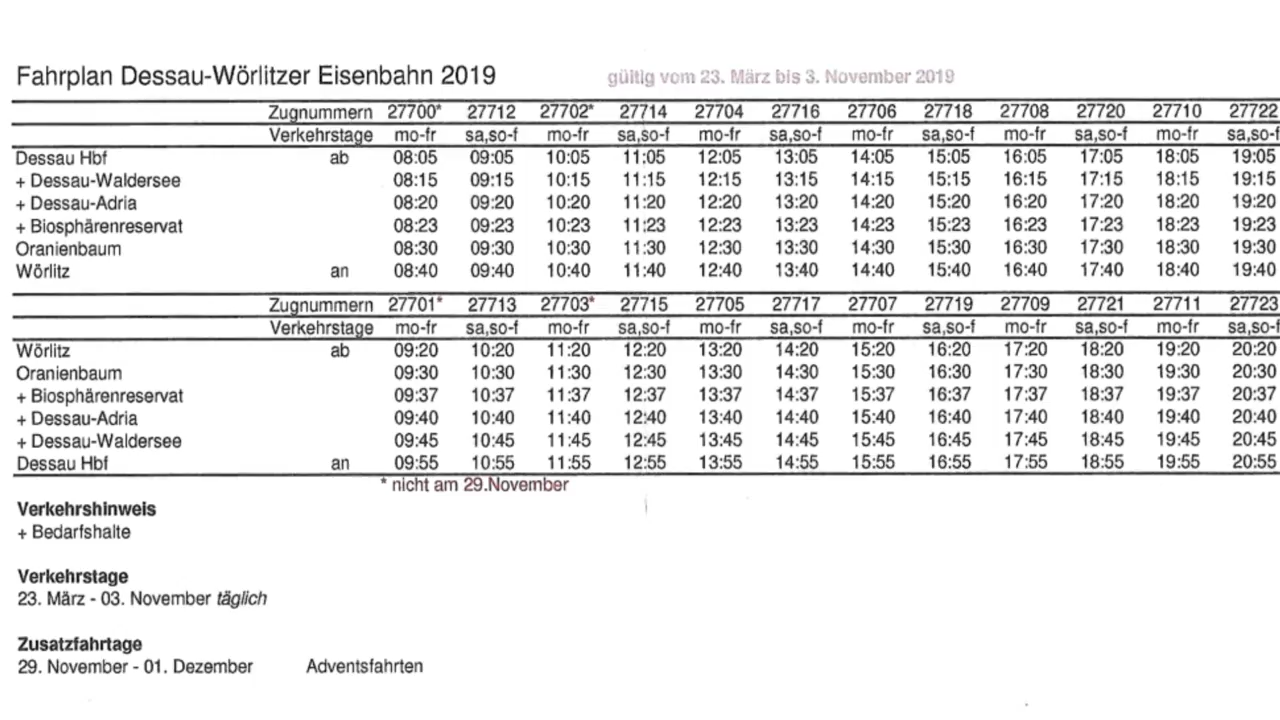 Fahrplan Dessau-Wörlitzer Eisenbahn 2019 gültig vom 23. März bis 3. November 2019
Zugnummern 27700* 27712 27702* 27714 27704 27716 27706 27718 27708 27720 27710 27722
Verkehrstage mo-fr sa,so-f mo-fr sa,so-f mo-fr sa,so-f mo-fr sa,so-f mo-fr sa,so-f mo-fr sa,so-f
Dessau Hbf ab 08:05 09:05 10:05 11:05 12:05 13:05 14:05 15:05 16:05 17:05 18:05 19:05
+ Dessau-Waldersee 08:15 09:15 10:15 11:15 12:15 13:15 14:15 15:15 16:15 17:15 18:15 19:15
+ Dessau-Adria 08:20 09:20 10:20 11:20 12:20 13:20 14:20 15:20 16:20 17:20 18:20 19:20
+ Biosphärenreservat 08:23 09:23 10:23 11:23 12:23 13:23 14:23 15:23 16:23 17:23 18:23 19:23
Oranienbaum 08:30 09:30 10:30 11:30 12:30 13:30 14:30 15:30 16:30 17:30 18:30 19:30
Wörlitz an 08:40 09:40 10:40 11:40 12:40 13:40 14:40 15:40 16:40 17:40 18:40 19:40
Zugnummern 27701* 27713 27703* 27715 27705 27717 27707 27719 27709 27721 27711 27723
Verkehrstage mo-fr sa,so-f mo-fr sa,so-f mo-fr sa,so-f mo-fr sa,so-f mo-fr sa,so-f mo-fr sa,so-f
Wörlitz ab 09:20 10:20 11:20 12:20 13:20 14:20 15:20 16:20 17:20 18:20 19:20 20:20
Oranienbaum 09:30 10:30 11:30 12:30 13:30 14:30 15:30 16:30 17:30 18:30 19:30 20:30
+ Biosphärenreservat 09:37 10:37 11:37 12:37 13:37 14:37 15:37 16:37 17:37 18:37 19:37 20:37
+ Dessau-Adria 09:40 10:40 11:40 12:40 13:40 14:40 15:40 16:40 17:40 18:40 19:40 20:40
+ Dessau-Waldersee 09:45 10:45 11:45 12:45 13:45 14:45 15:45 16:45 17:45 18:45 19:45 20:45
Dessau Hbf an 09:55 10:55 11:55 12:55 13:55 14:55 15:55 16:55 17:55 18:55 19:55 20:55
* nicht am 29.November
Verkehrshinweis
+ Bedarfshalte
Verkehrstage
23. März - 03. November täglich
Zusatzfahrtage
29. November - 01. Dezember Adventsfahrten